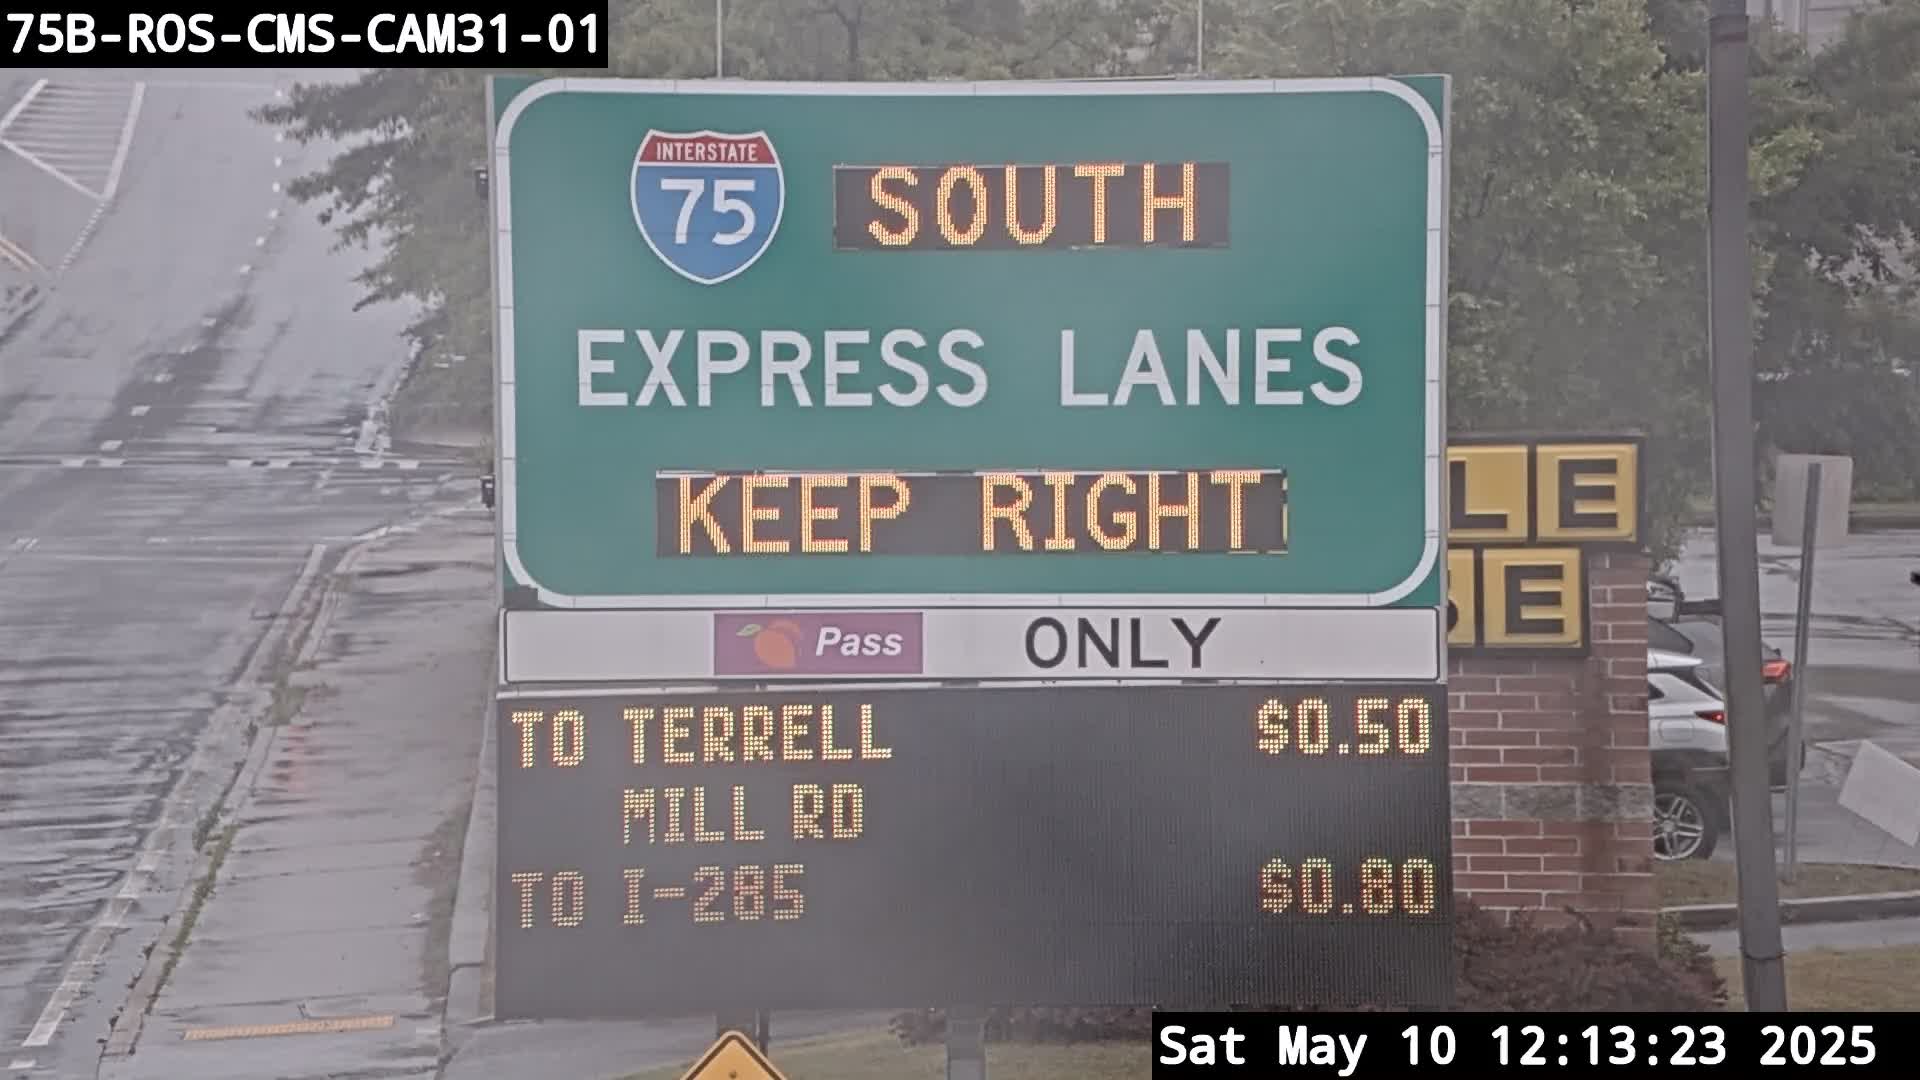 75B-ROS-CMS-CAM31-01
INTERSTATE
75
SOUTH
EXPRESS LANES
KEEP RIGHT
Pass ONLY
TO TERRELL $0.50
MILL RD
TO I-285 $0.80
LE
E
Sat May 10 12:13:23 2025